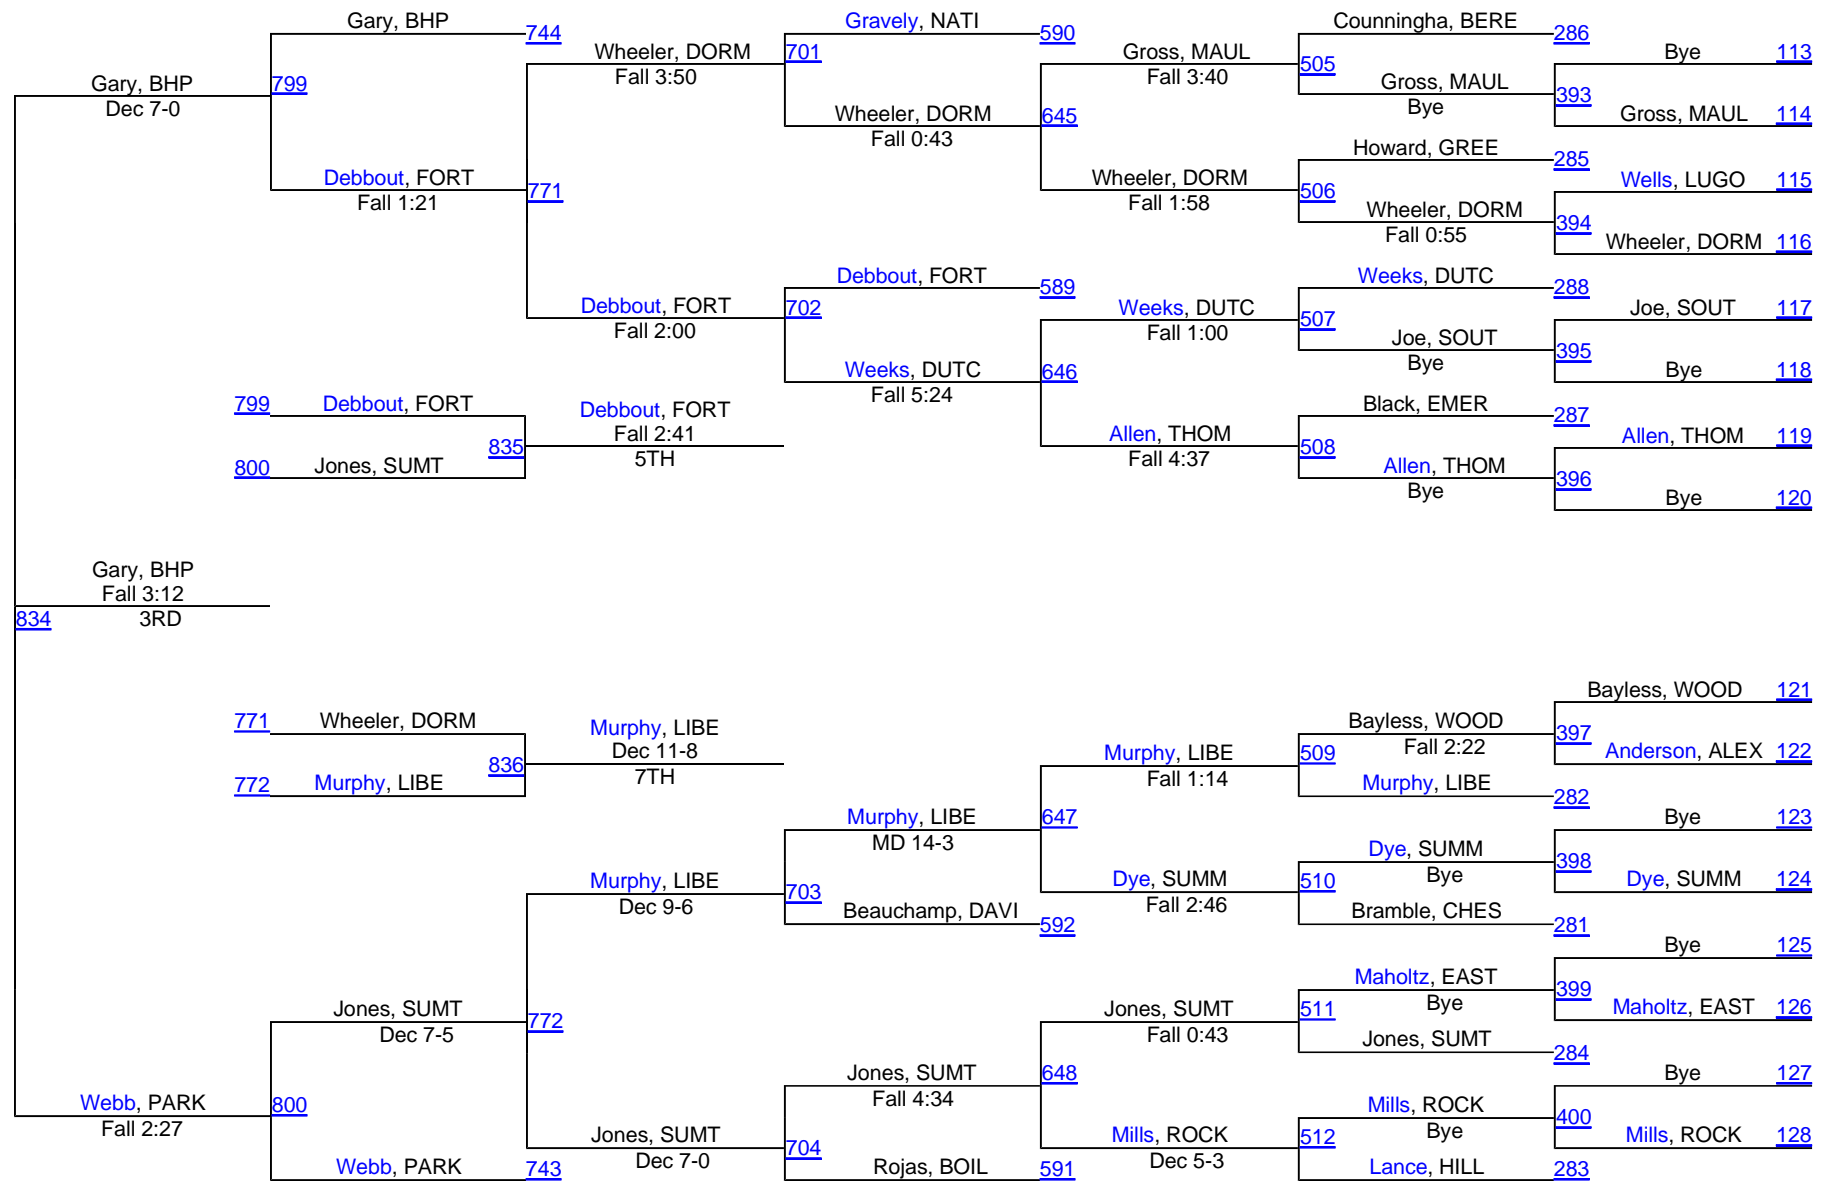 Gary, BHP
744
Gravely, NATI
590
Counningha, BERE
286
Wheeler, DORM
701
Gross, MAUL
Bye
113
Fall 3:50
Fall 3:40
505
Gary, BHP
799
Gross, MAUL
393
Dec 7-0
Bye
Wheeler, DORM
645
Gross, MAUL
114
Fall 0:43
Howard, GREE
285
Debbout, FORT
771
Wheeler, DORM
506
Wells, LUGO
115
Fall 1:21
Fall 1:58
Wheeler, DORM
394
Fall 0:55
Wheeler, DORM
116
Debbout, FORT
589
Weeks, DUTC
288
Debbout, FORT
702
Weeks, DUTC
507
Joe, SOUT
117
Fall 2:00
Fall 1:00
Joe, SOUT
395
Bye
Weeks, DUTC
646
Bye
118
Fall 5:24
799
Debbout, FORT
Debbout, FORT
Black, EMER
287
Fall 2:41
835
5TH
Allen, THOM
508
Allen, THOM
119
Fall 4:37
800
Jones, SUMT
Allen, THOM
396
Bye
Bye
120
Gary, BHP
Fall 3:12
834
3RD
Bayless, WOOD
121
771
Wheeler, DORM
Murphy, LIBE
Bayless, WOOD
397
Dec 11-8
Fall 2:22
836
7TH
Murphy, LIBE
509
Anderson, ALEX
122
Fall 1:14
772
Murphy, LIBE
Murphy, LIBE
282
Murphy, LIBE
647
Bye
123
MD 14-3
Dye, SUMM
398
Bye
Murphy, LIBE
703
Dye, SUMM
510
Dye, SUMM
124
Dec 9-6
Fall 2:46
Beauchamp, DAVI
592
Bramble, CHES
281
Bye
125
Maholtz, EAST
399
Bye
Jones, SUMT
772
Jones, SUMT
511
Maholtz, EAST
126
Dec 7-5
Fall 0:43
Jones, SUMT
284
Jones, SUMT
648
Bye
127
Fall 4:34
Webb, PARK
800
Mills, ROCK
400
Fall 2:27
Bye
Jones, SUMT
704
Mills, ROCK
512
Mills, ROCK
128
Dec 7-0
Dec 5-3
Webb, PARK
743
Rojas, BOIL
591
Lance, HILL
283